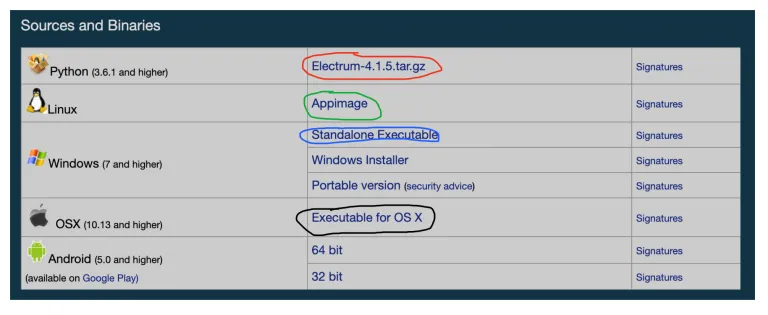 Sources and Binaries
Python (3.6.1 and higher) Electrum-4.1.5.tar.gz Signatures
Linux Appimage Signatures
Standalone Executable Signatures
Windows (7 and higher) Windows Installer Signatures
Portable version (security advice) Signatures
OSX (10.13 and higher) Executable for OS X Signatures
64 bit Signatures
Android (5.0 and higher)
(available on Google Play) 32 bit Signatures